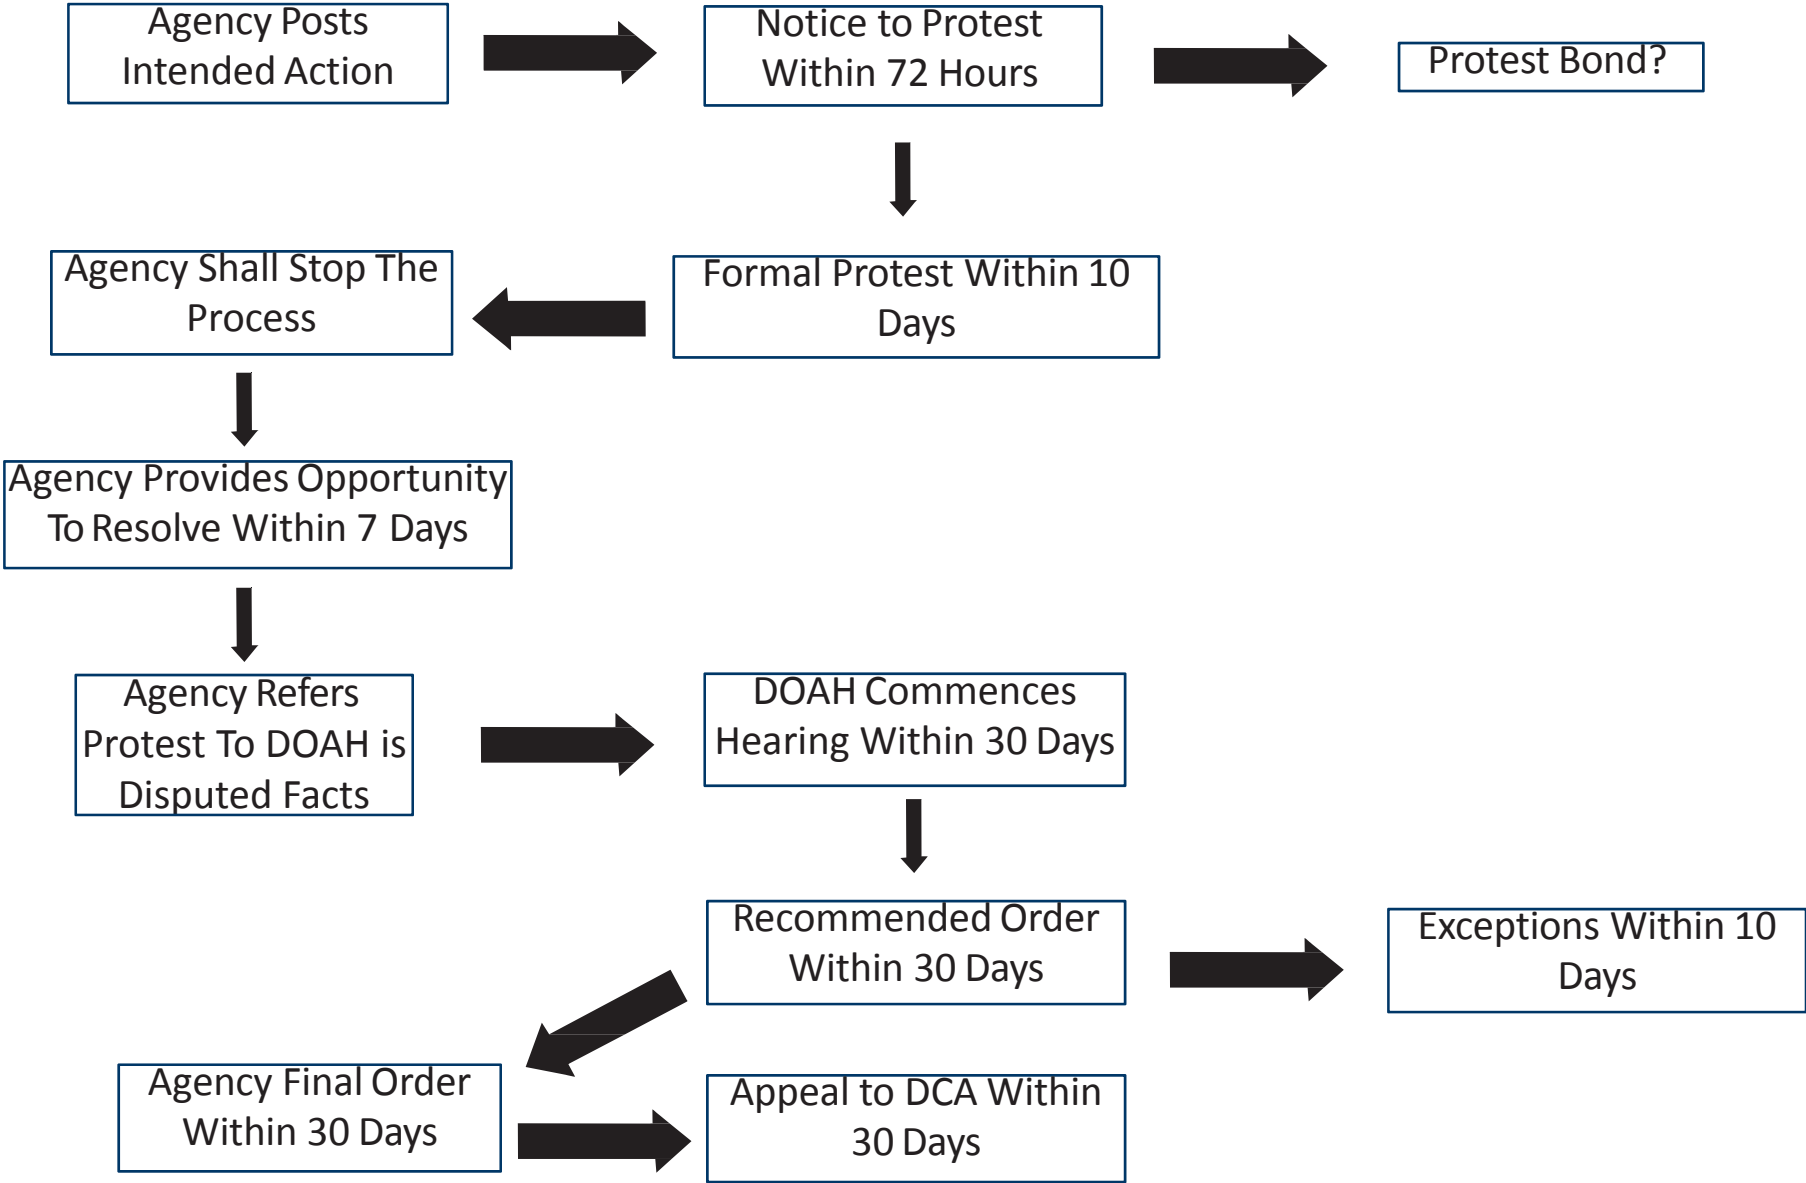 Agency Posts
Intended Action
Notice to Protest
Within 72 Hours
Protest Bond?
Formal Protest Within 10
Days
Agency Shall Stop The
Process
Agency Provides Opportunity
To Resolve Within 7 Days
Agency Refers
Protest To DOAH is
Disputed Facts
DOAH Commences
Hearing Within 30 Days
Recommended Order
Within 30 Days
Exceptions Within 10
Days
Agency Final Order
Within 30 Days
Appeal to DCA Within
30 Days